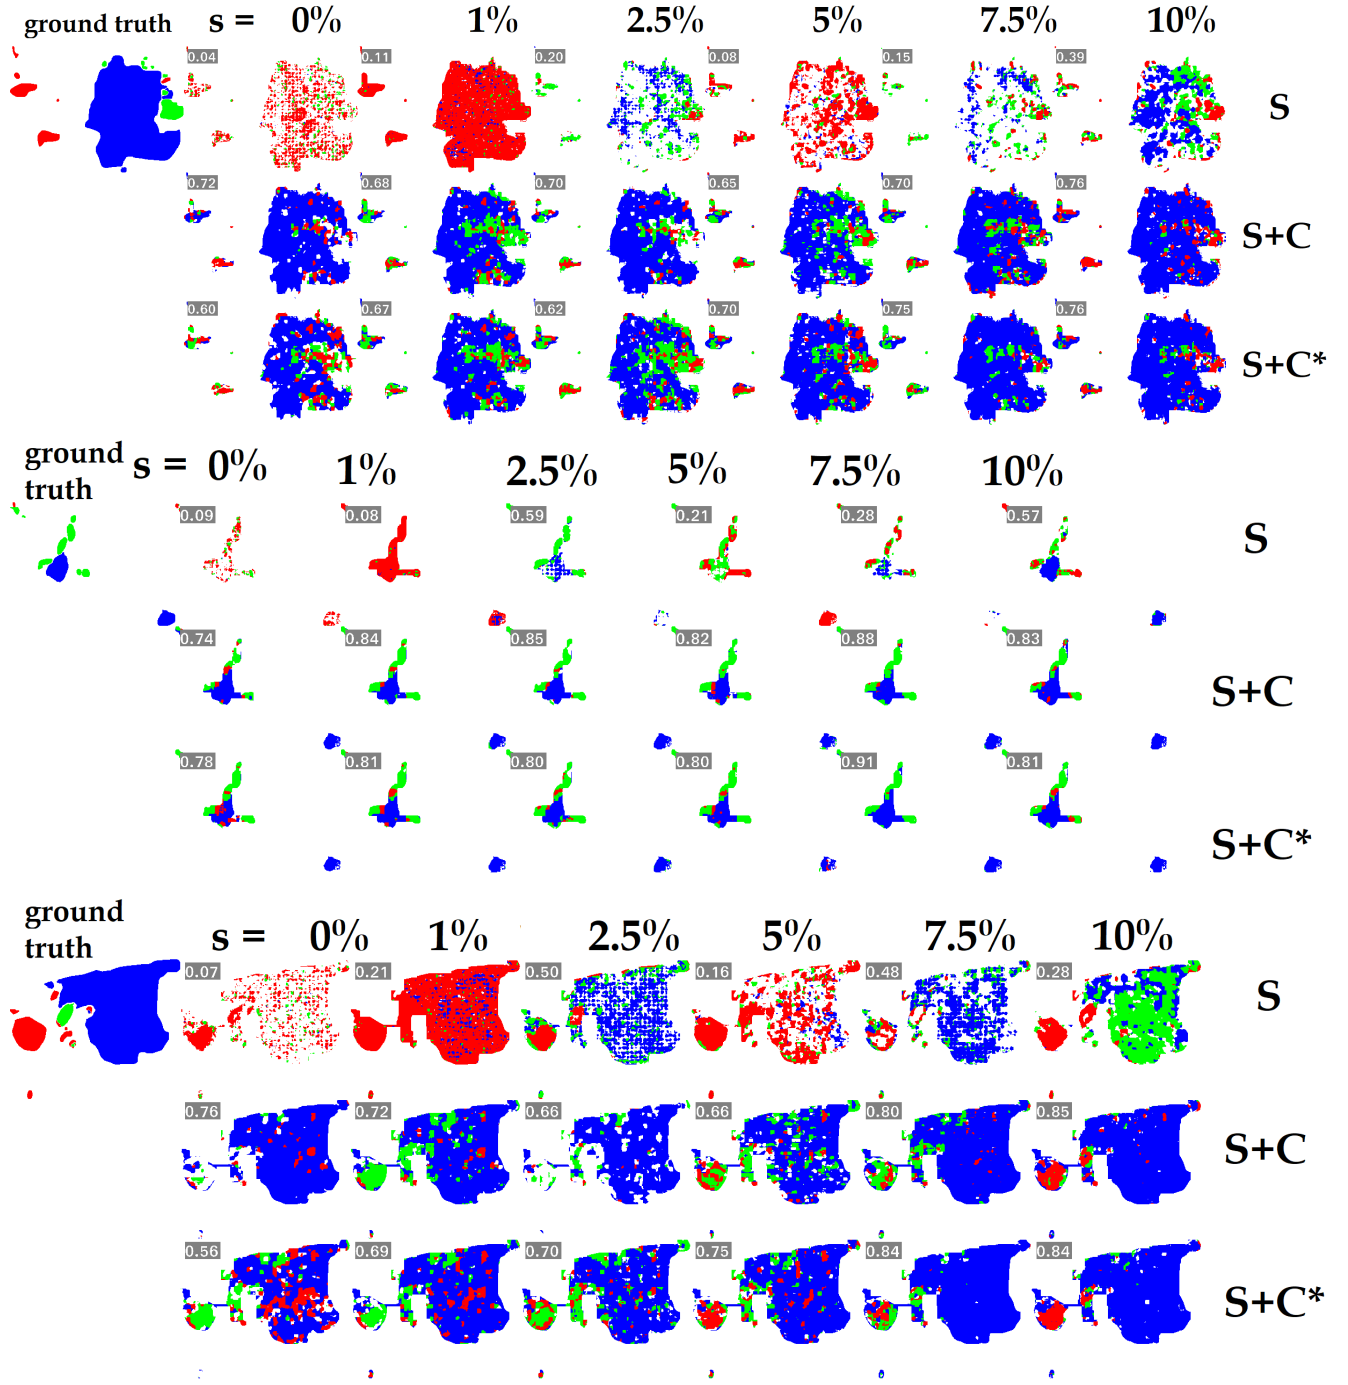 ground truth s = 0% 1% 2.5% 5% 7.5% 10%
0.04 0.11 0.20 0.08 0.15 0.39 S
0.72 0.68 0.70 0.65 0.70 0.76 S+C
0.60 0.67 0.62 0.70 0.75 0.76 S+C*
ground
truth s = 0% 1% 2.5% 5% 7.5% 10%
0.09 0.08 0.59 0.21 0.28 0.57 S
0.74 0.84 0.85 0.82 0.88 0.83 S+C
0.78 0.81 0.80 0.80 0.91 0.81 S+C*
ground
truth s = 0% 1% 2.5% 5% 7.5% 10%
0.07 0.21 0.50 0.16 0.48 0.28 S
0.76 0.72 0.66 0.66 0.80 0.85 S+C
0.56 0.69 0.70 0.75 0.84 0.84 S+C*